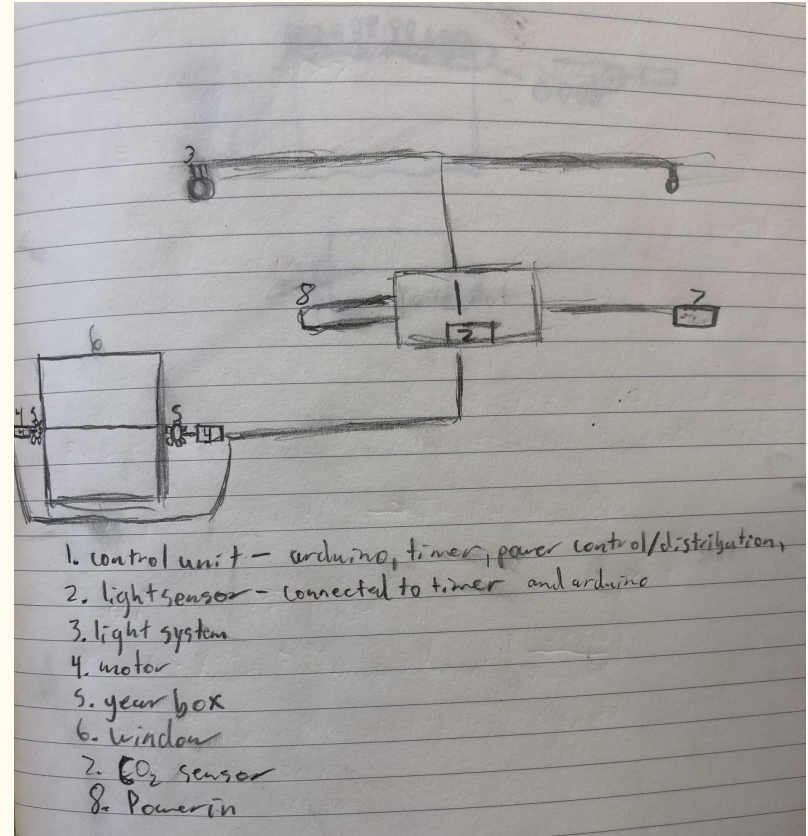 3
8
7
1
2
6
4 5
5 4
1. control unit - arduino, timer, power control/distribution,
2. lightsensor - connected to timer and arduino
3. light system
4. motor
5. gear box
6. window
7. CO₂ sensor
8. Power in